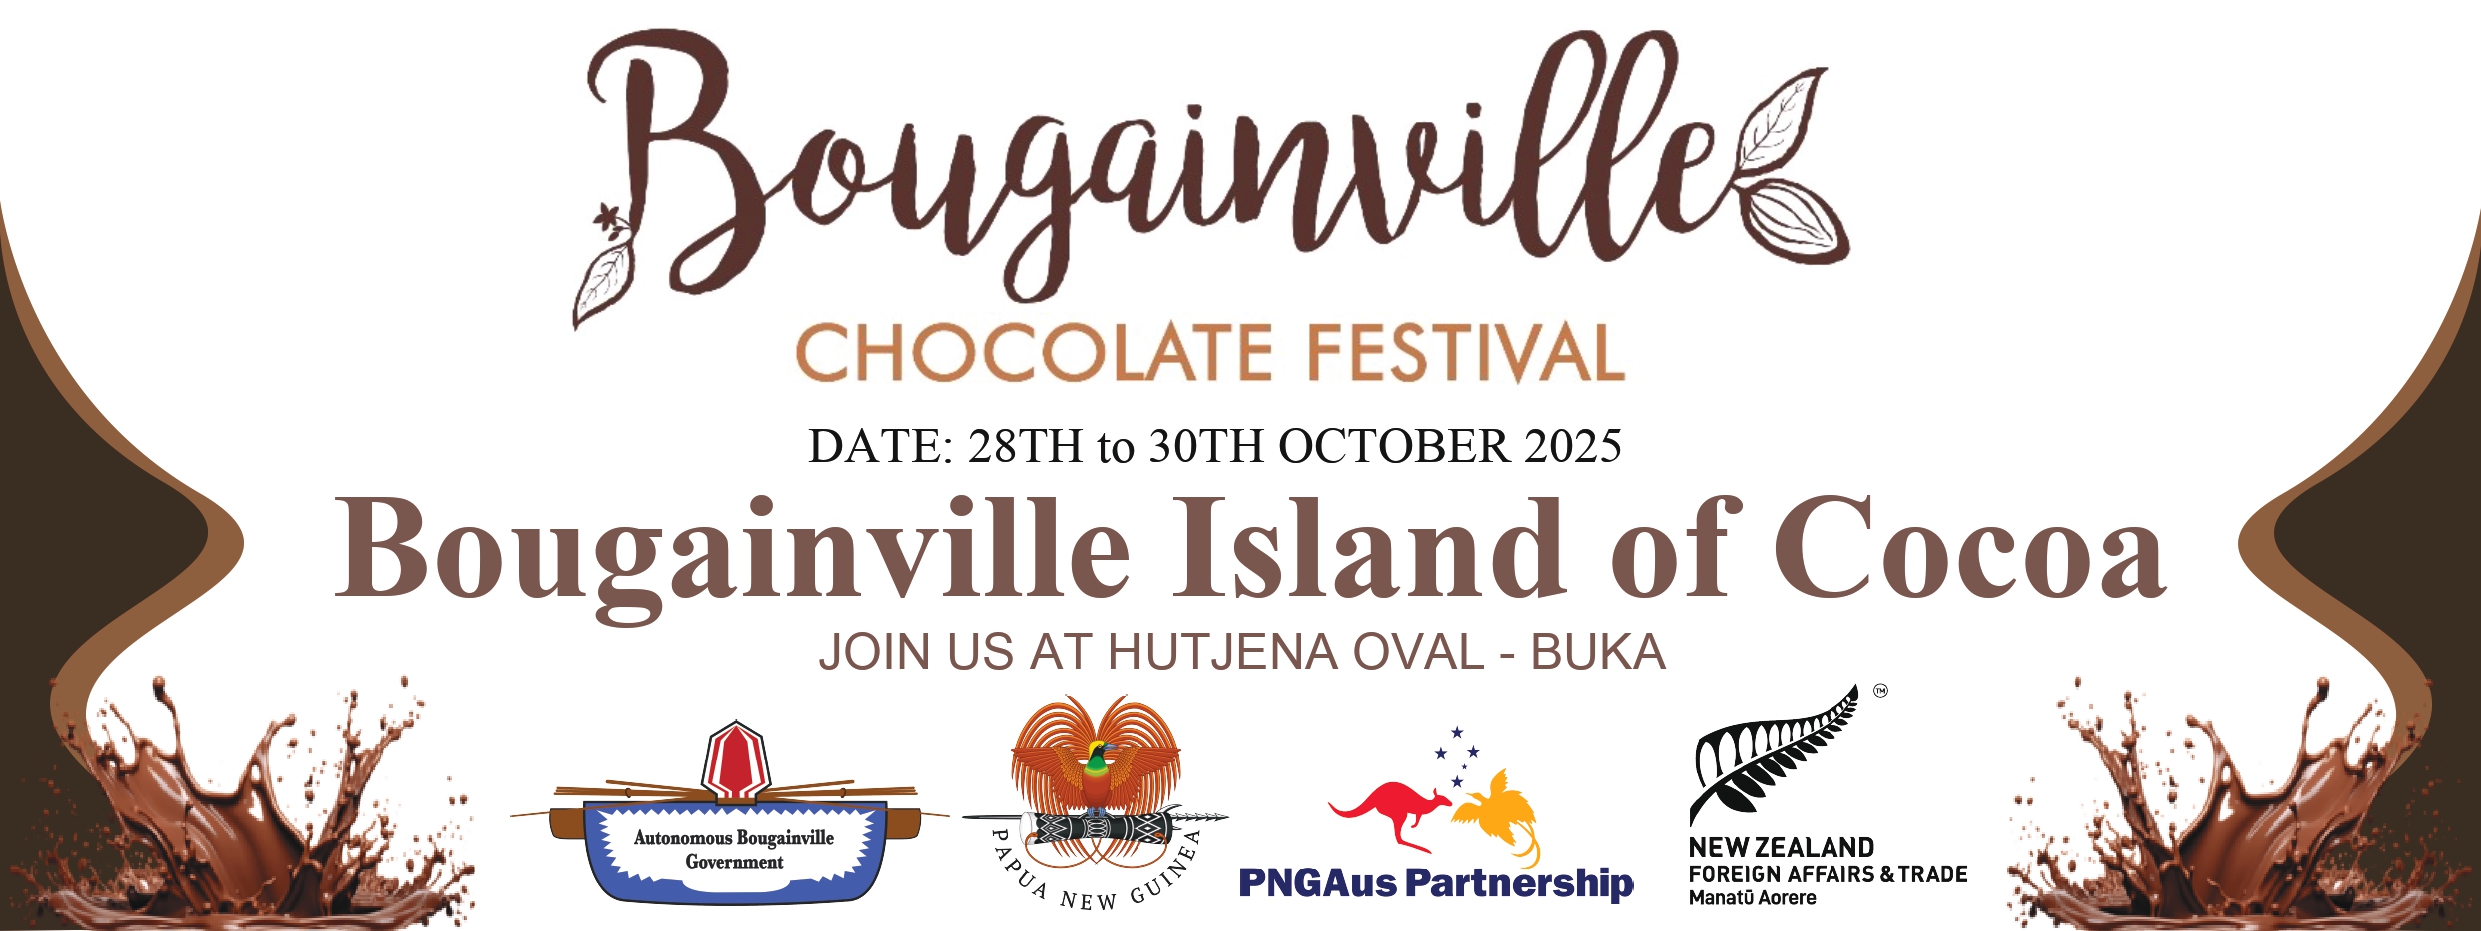 Bougainville
CHOCOLATE FESTIVAL
DATE: 28TH to 30TH OCTOBER 2025
Bougainville Island of Cocoa
JOIN US AT HUTJENA OVAL - BUKA
Autonomous Bougainville
Government
PAPUA NEW GUINEA
PNGAus Partnership
TM
NEW ZEALAND
FOREIGN AFFAIRS & TRADE
Manatū Aorere